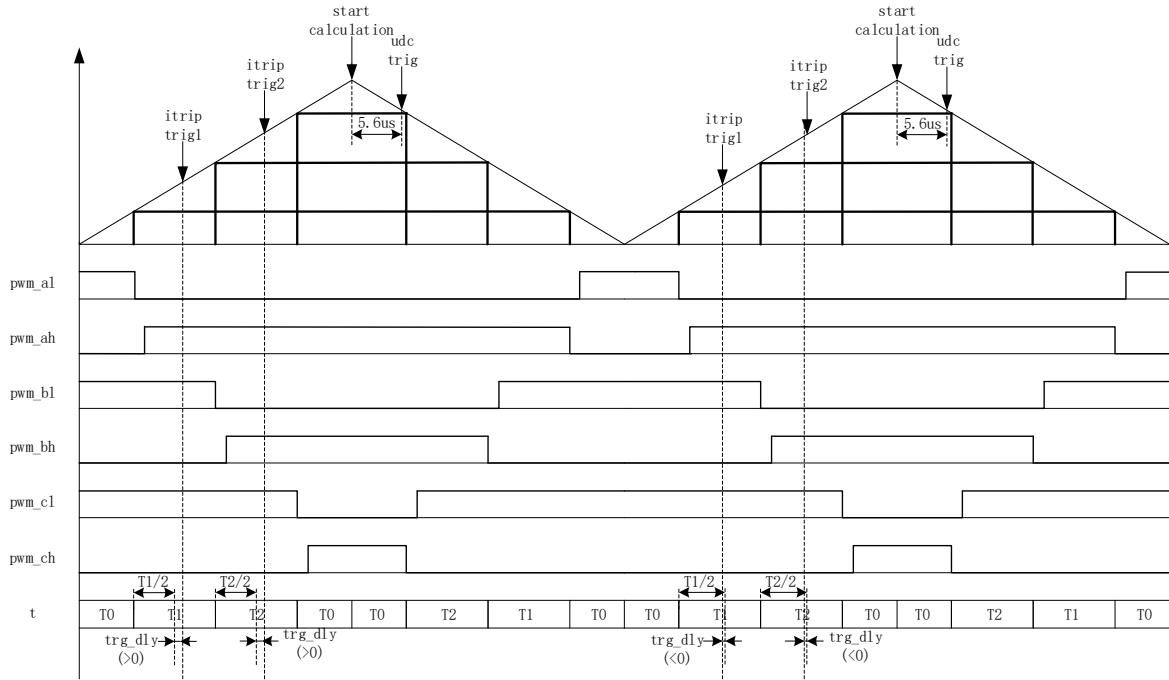 start
calculation
udc
trig
itrip
trig2
itrip
trig1
5.6us
start
calculation
udc
trig
itrip
trig2
itrip
trig1
5.6us
pwm_al
pwm_ah
pwm_bl
pwm_bh
pwm_cl
pwm_ch
T1/2
T2/2
T1/2
T2/2
t
T0
T1
T2
T0
T0
T2
T1
T0
T0
T1
T2
T0
T0
T2
T1
T0
trg_dly
(>0)
trg_dly
(>0)
trg_dly
(<0)
trg_dly
(<0)